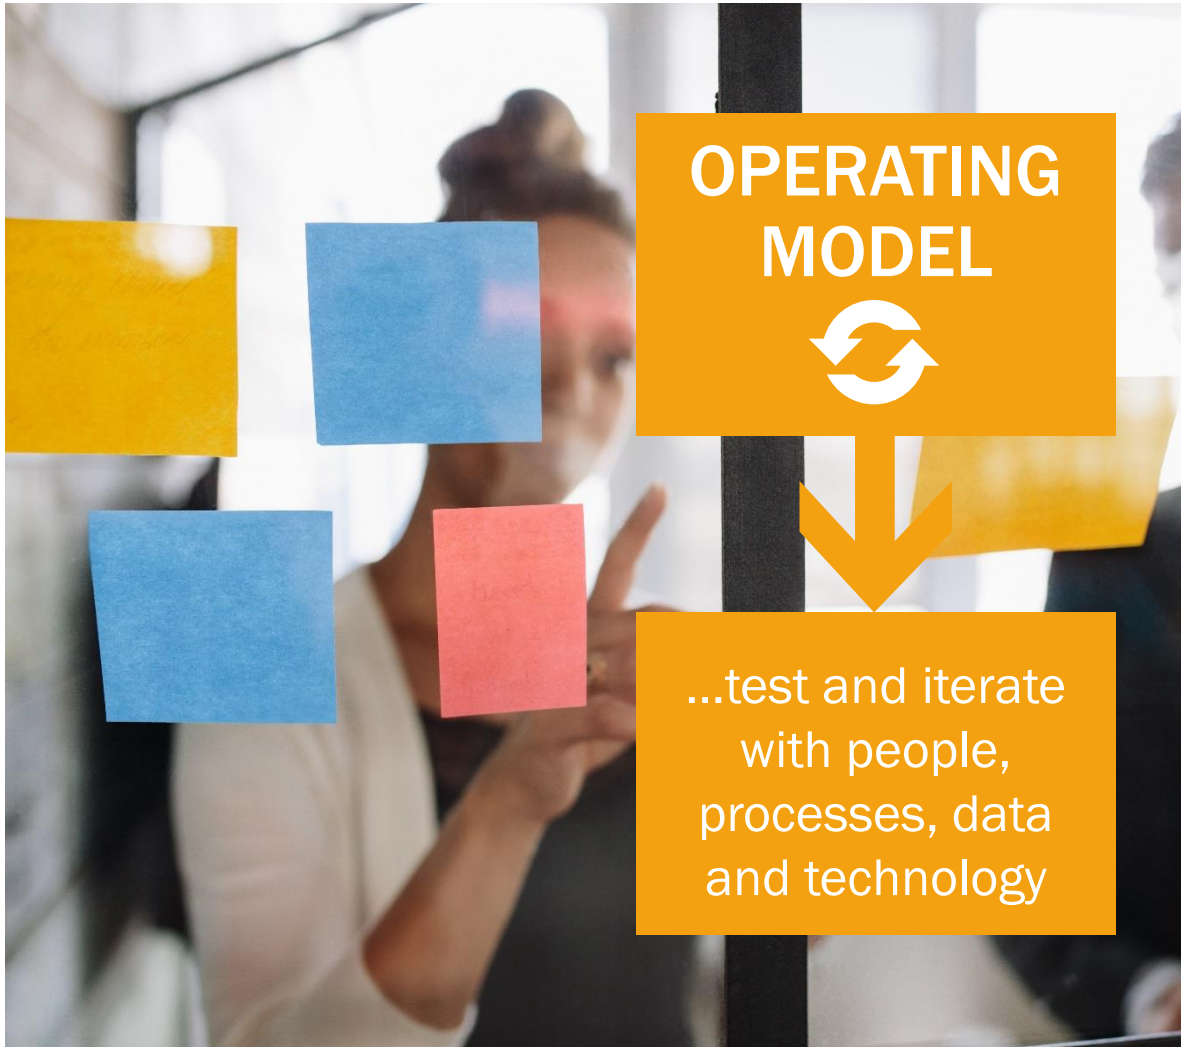 OPERATING
MODEL
...test and iterate
with people,
processes, data
and technology